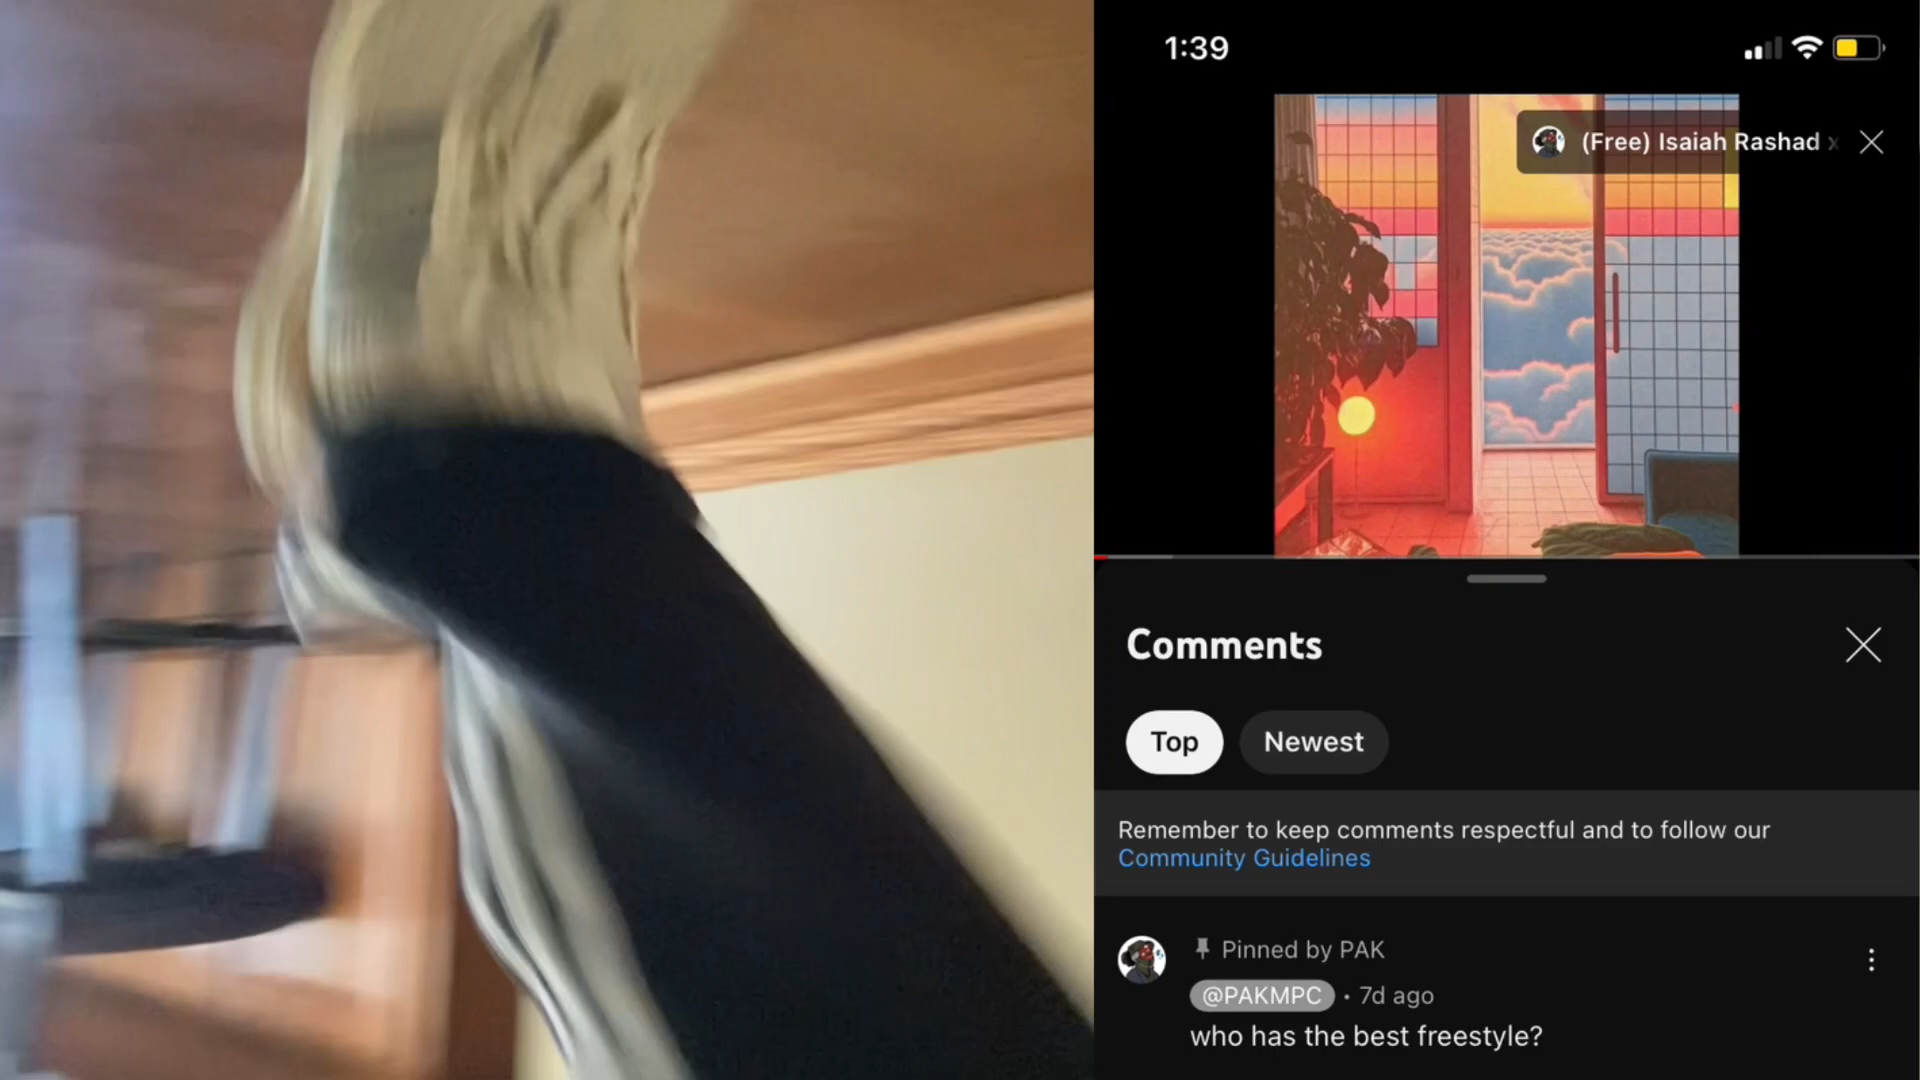 1:39
(Free) Isaiah Rashad x
Comments
Top
Newest
Remember to keep comments respectful and to follow our
Community Guidelines
Pinned by PAK
@PAKMPC • 7d ago
who has the best freestyle?